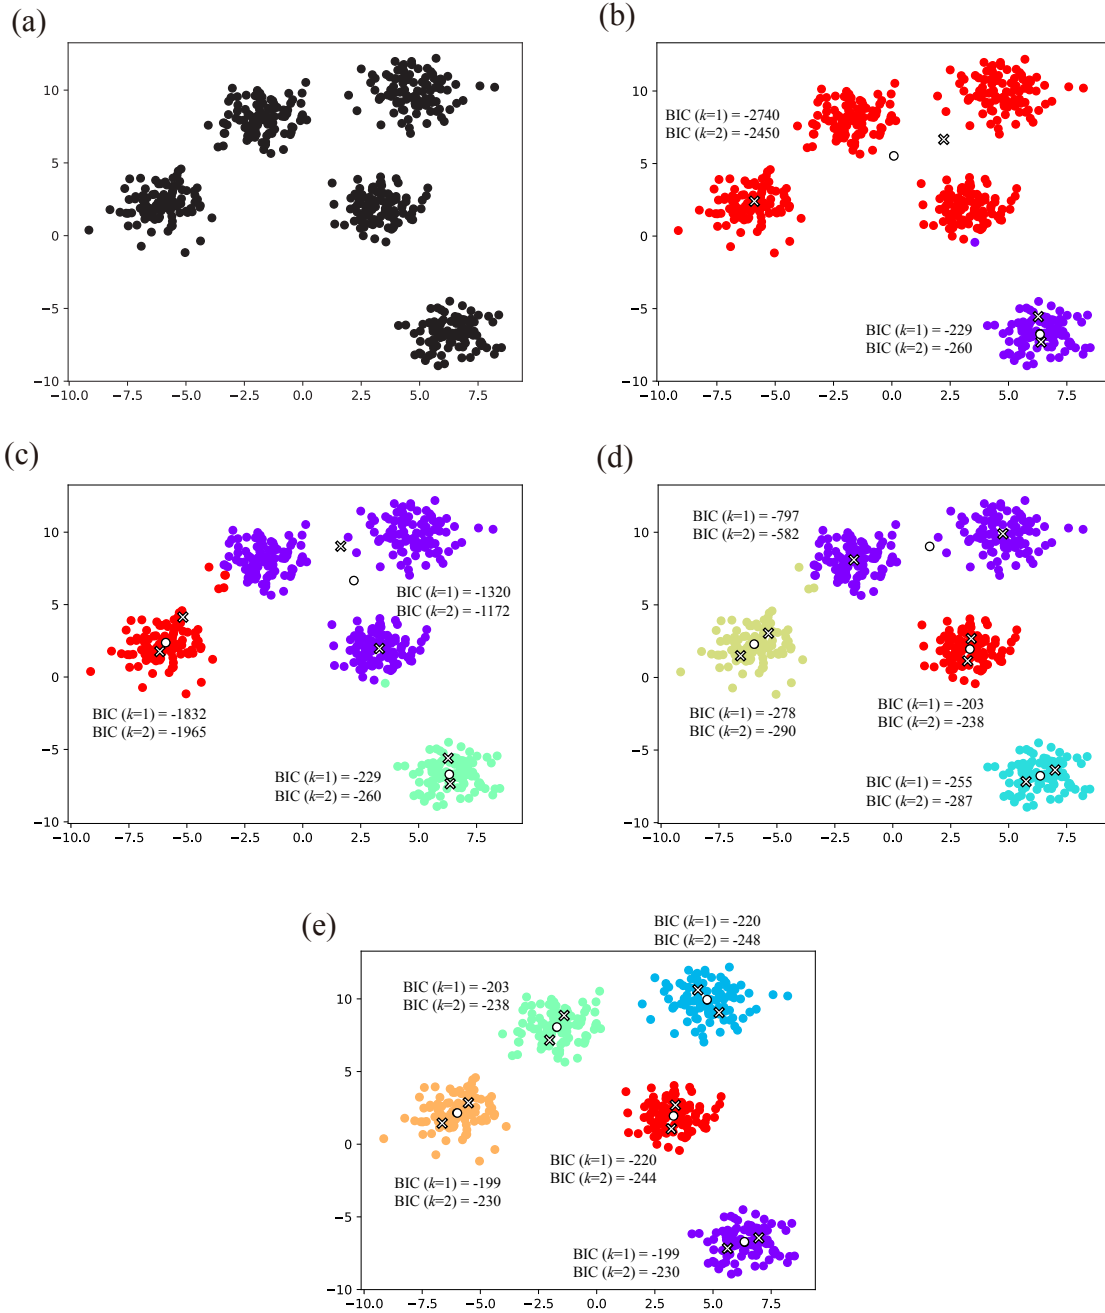 (a)
10
5
0
−5
−10
−10.0 −7.5 −5.0 −2.5 0.0 2.5 5.0 7.5
(b)
BIC (k=1) = -2740
BIC (k=2) = -2450
BIC (k=1) = -229
BIC (k=2) = -260
10
5
0
−5
−10
−10.0 −7.5 −5.0 −2.5 0.0 2.5 5.0 7.5
(c)
BIC (k=1) = -1320
BIC (k=2) = -1172
BIC (k=1) = -1832
BIC (k=2) = -1965
BIC (k=1) = -229
BIC (k=2) = -260
10
5
0
−5
−10
−10.0 −7.5 −5.0 −2.5 0.0 2.5 5.0 7.5
(d)
BIC (k=1) = -797
BIC (k=2) = -582
BIC (k=1) = -278
BIC (k=2) = -290
BIC (k=1) = -203
BIC (k=2) = -238
BIC (k=1) = -255
BIC (k=2) = -287
10
5
0
−5
−10
−10.0 −7.5 −5.0 −2.5 0.0 2.5 5.0 7.5
(e)
BIC (k=1) = -220
BIC (k=2) = -248
BIC (k=1) = -203
BIC (k=2) = -238
BIC (k=1) = -220
BIC (k=2) = -244
BIC (k=1) = -199
BIC (k=2) = -230
BIC (k=1) = -199
BIC (k=2) = -230
10
5
0
−5
−10
−10.0 −7.5 −5.0 −2.5 0.0 2.5 5.0 7.5